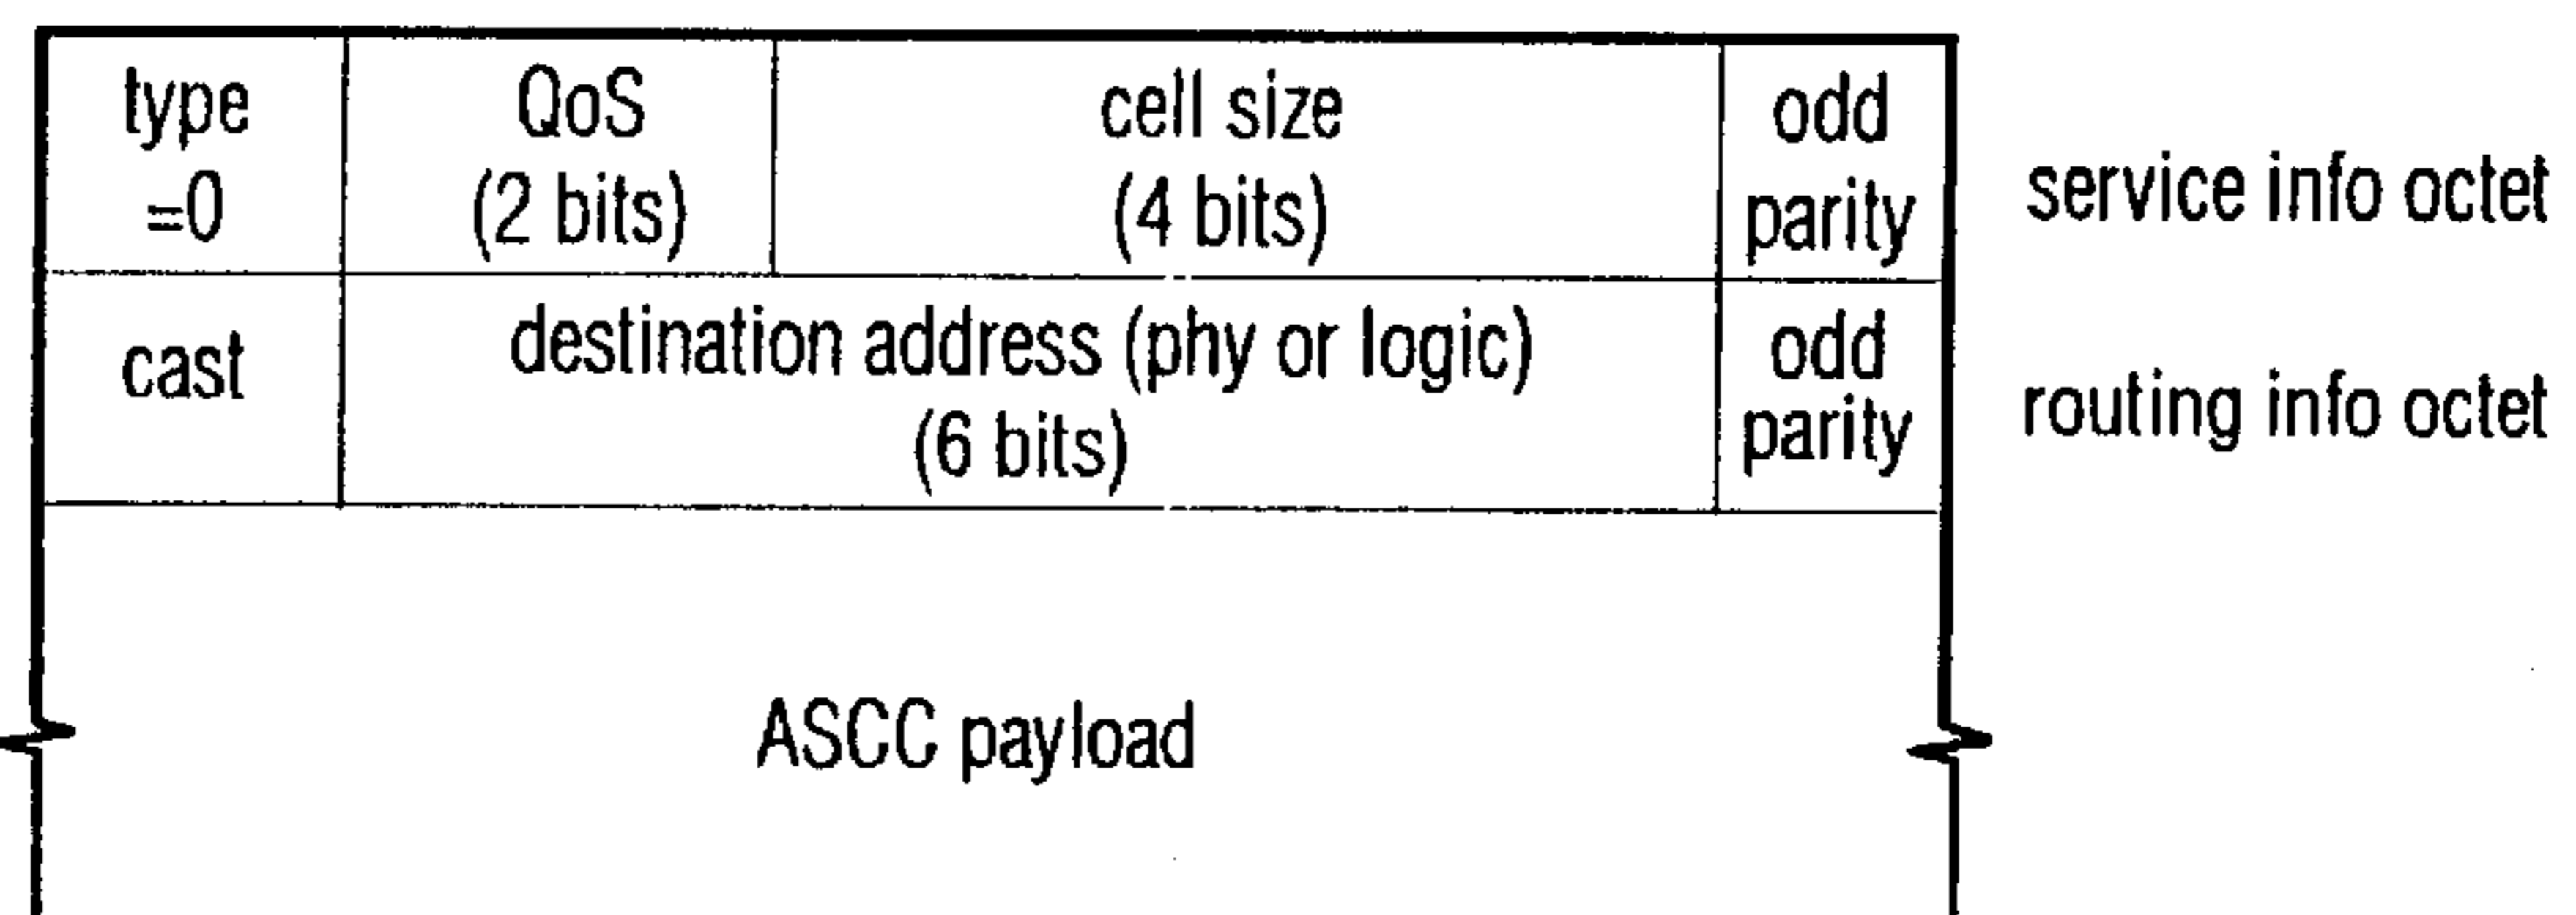 type
=0
QoS
(2 bits)
cell size
(4 bits)
odd
parity
service info octet
cast
destination address (phy or logic)
(6 bits)
odd
parity
routing info octet
ASCC payload